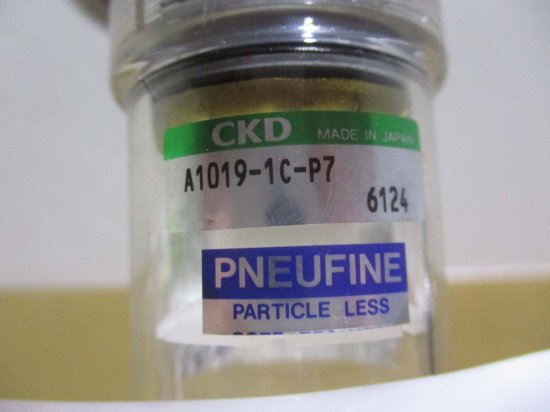 CKD MADE IN JAPAN
A1019-1C-P7
6124
PNEUFINE
PARTICLE LESS